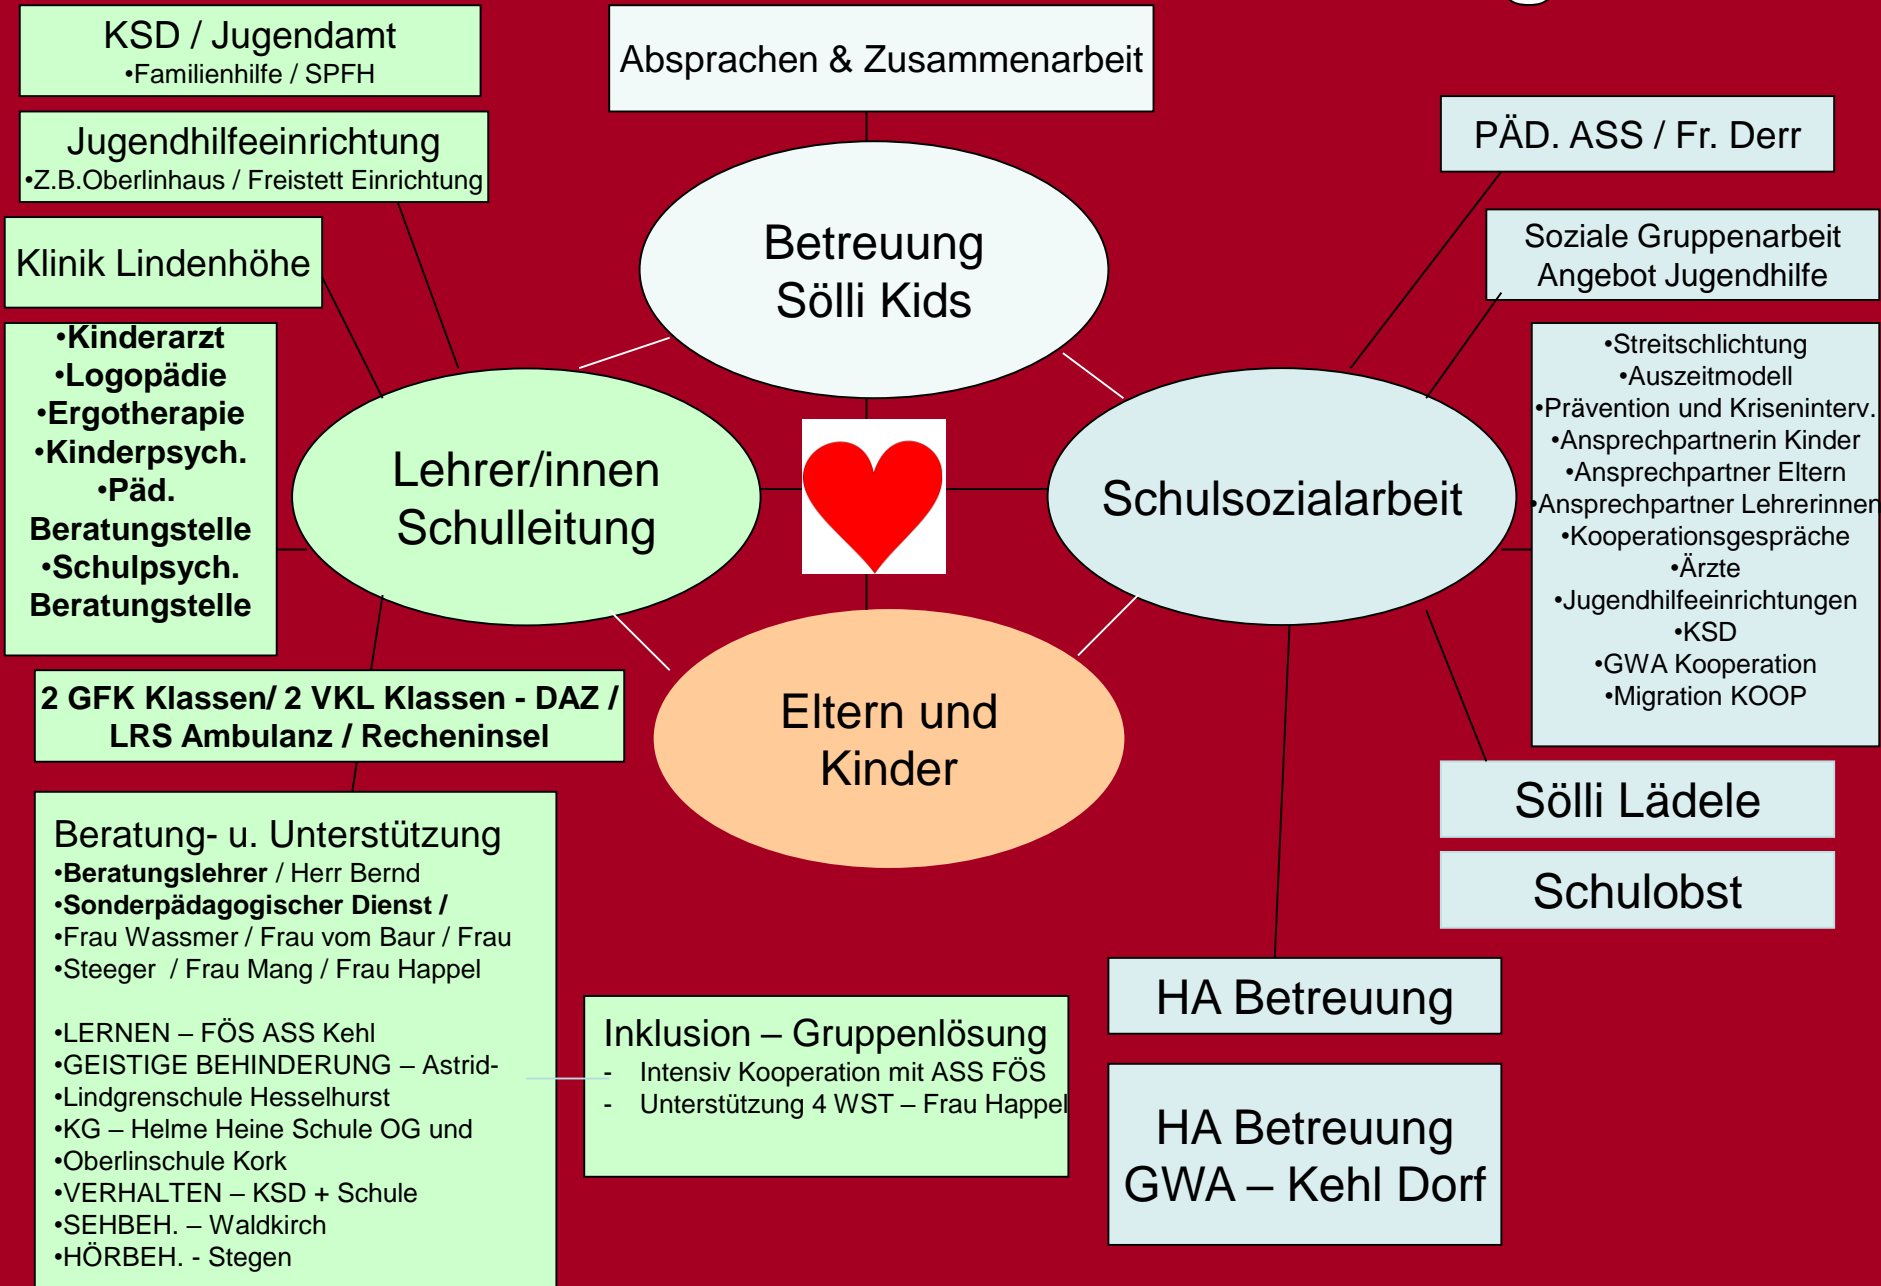 KSD / Jugendamt
•Familienhilfe / SPFH
Jugendhilfeeinrichtung
•Z.B.Oberlinhaus / Freistett Einrichtung
Klinik Lindenhöhe
•Kinderarzt
•Logopädie
•Ergotherapie
•Kinderpsych.
•Päd.
Beratungstelle
•Schulpsych.
Beratungstelle
2 GFK Klassen/ 2 VKL Klassen - DAZ /
LRS Ambulanz / Recheninsel
Beratung- u. Unterstützung
•Beratungslehrer / Herr Bernd
•Sonderpädagogischer Dienst /
•Frau Wassmer / Frau vom Baur / Frau
•Steeger / Frau Mang / Frau Happel
•LERNEN – FÖS ASS Kehl
•GEISTIGE BEHINDERUNG – Astrid-
•Lindgrenschule Hesselhurst
•KG – Helme Heine Schule OG und
•Oberlinschule Kork
•VERHALTEN – KSD + Schule
•SEHBEH. – Waldkirch
•HÖRBEH. - Stegen
Absprachen & Zusammenarbeit
Betreuung
Sölli Kids
Lehrer/innen
Schulleitung
Schulsozialarbeit
Eltern und
Kinder
Inklusion – Gruppenlösung
- Intensiv Kooperation mit ASS FÖS
- Unterstützung 4 WST – Frau Happel
PÄD. ASS / Fr. Derr
Soziale Gruppenarbeit
Angebot Jugendhilfe
•Streitschlichtung
•Auszeitmodell
•Prävention und Kriseninterv.
•Ansprechpartnerin Kinder
•Ansprechpartner Eltern
•Ansprechpartner Lehrerinnen
•Kooperationsgespräche
•Ärzte
•Jugendhilfeeinrichtungen
•KSD
•GWA Kooperation
•Migration KOOP
Sölli Lädele
Schulobst
HA Betreuung
HA Betreuung
GWA – Kehl Dorf